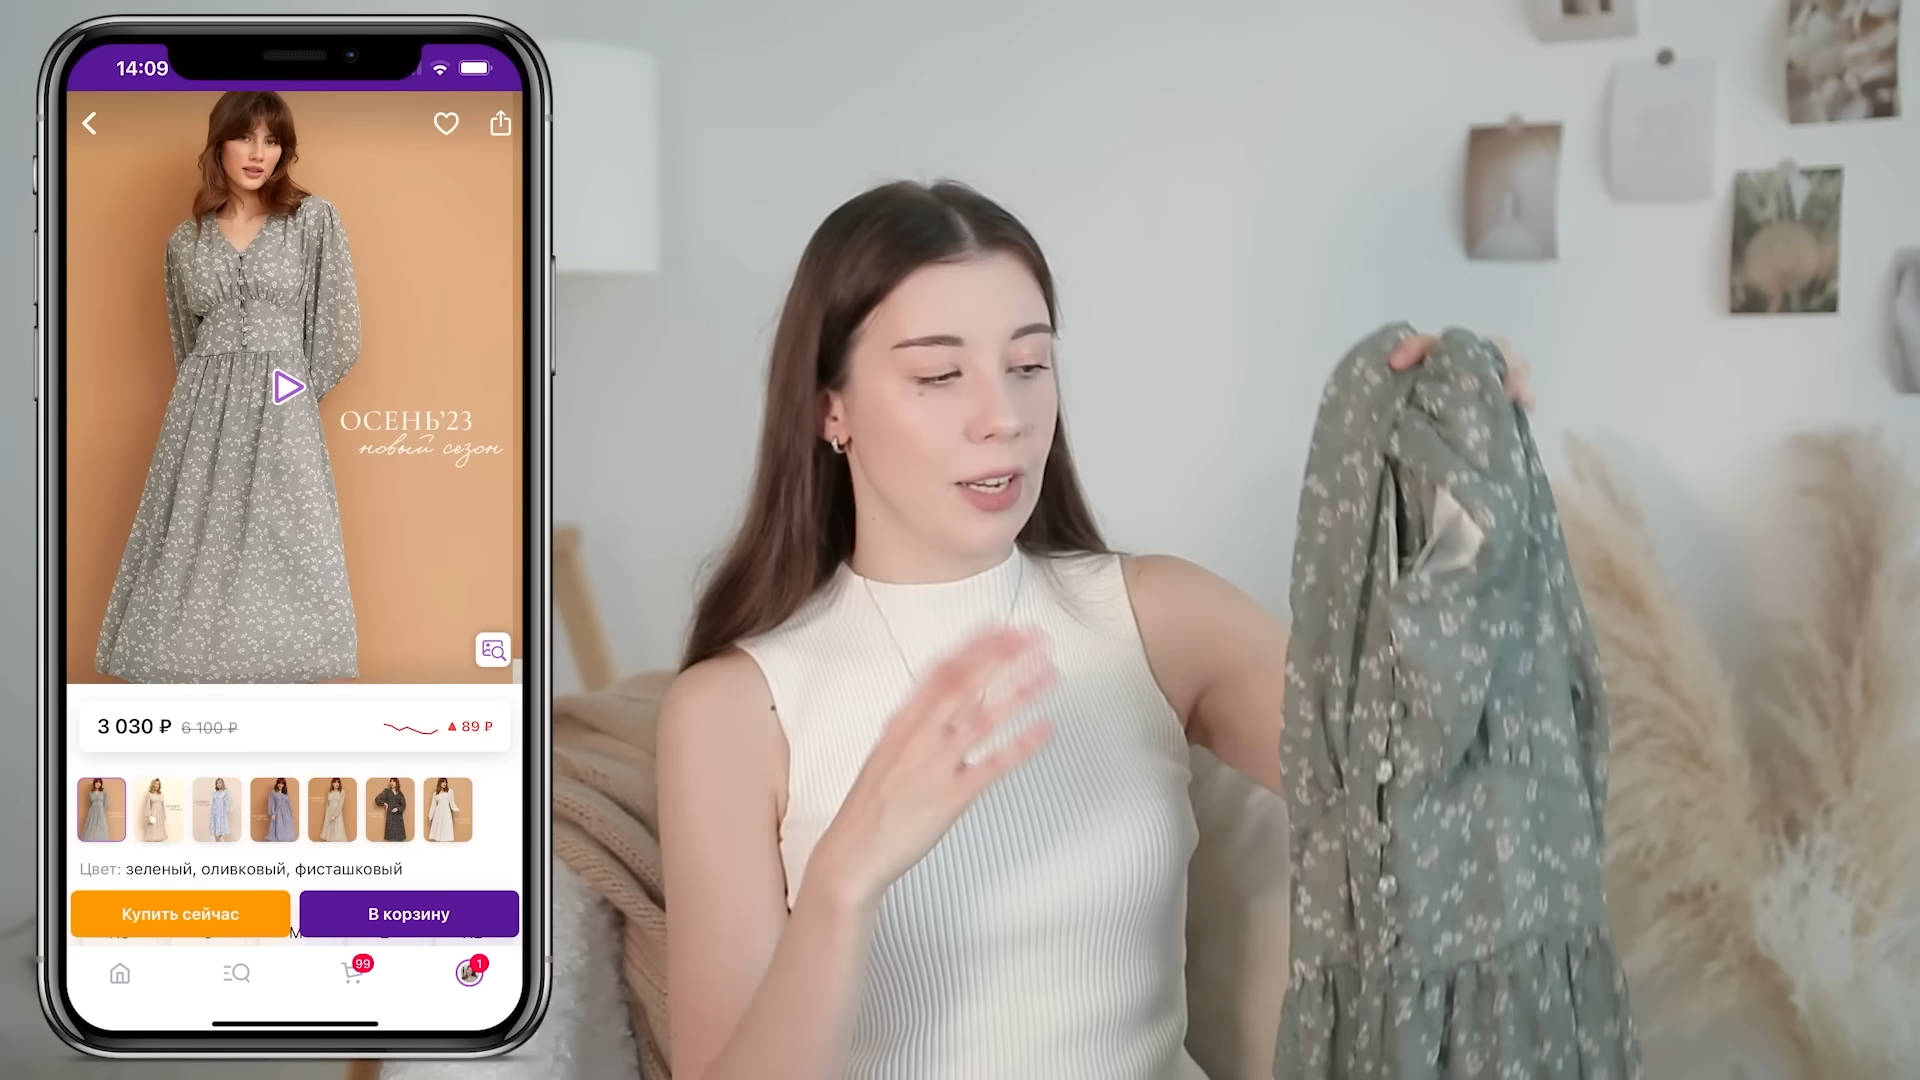 14:09
ОСЕНЬ'23
новый сезон
3 030 ₽ 6 100 ₽ ▲ 89 ₽
Цвет: зеленый, оливковый, фисташковый
Купить сейчас В корзину
M
99 1